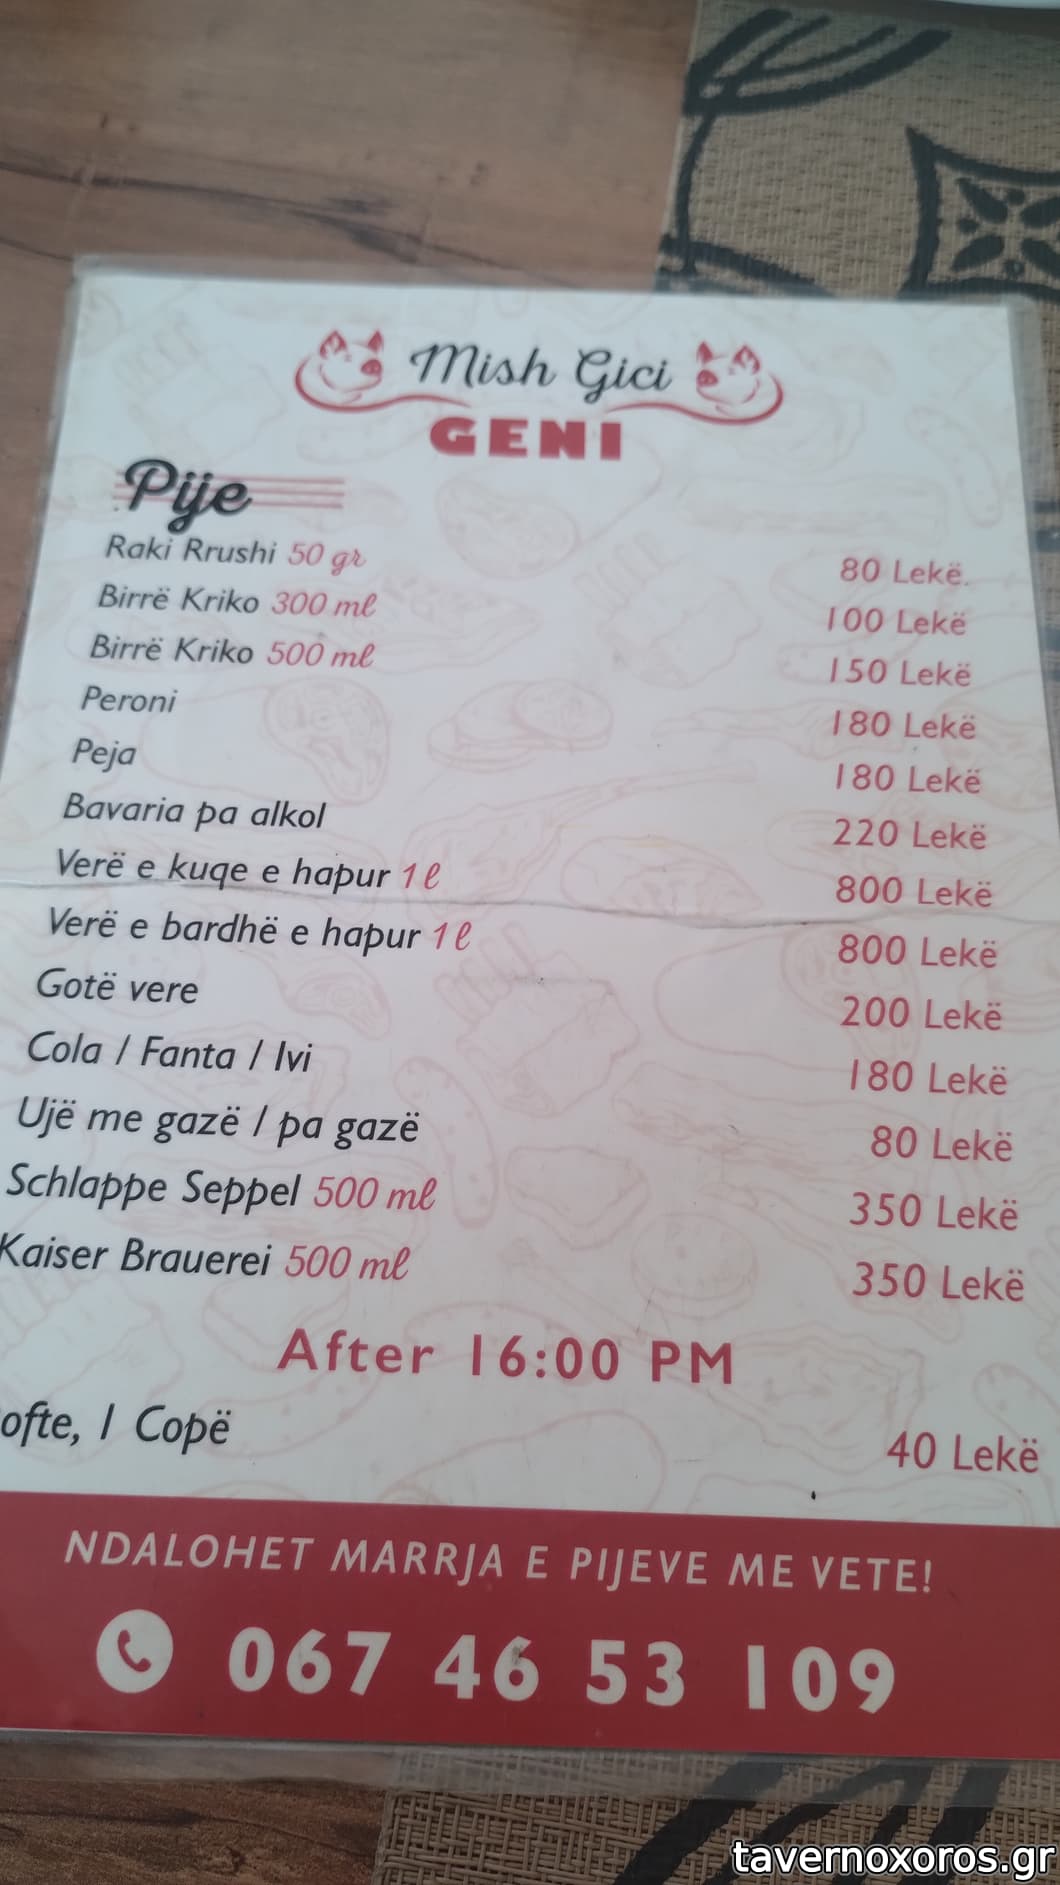 Mish Gici
GENI
Pije
Raki Rrushi 50 gr 80 Lekë
Birrë Kriko 300 ml 100 Lekë
Birrë Kriko 500 ml 150 Lekë
Peroni 180 Lekë
Peja 180 Lekë
Bavaria pa alkol 220 Lekë
Verë e kuqe e hapur 1 l 800 Lekë
Verë e bardhë e hapur 1 l 800 Lekë
Gotë vere 200 Lekë
Cola / Fanta / Ivi 180 Lekë
Ujë me gazë / pa gazë 80 Lekë
Schlappe Seppel 500 ml 350 Lekë
Kaiser Brauerei 500 ml 350 Lekë
After 16:00 PM
ofte, 1 Copë 40 Lekë
NDALOHET MARRJA E PIJEVE ME VETE!
067 46 53 109
tavernoxoros.gr